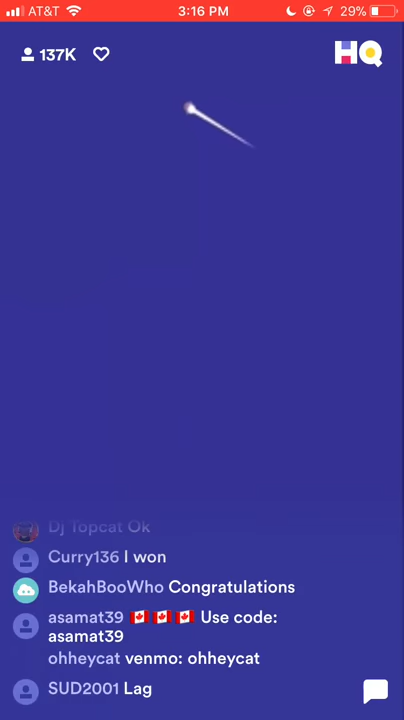 AT&T 3:16 PM 29%
137K HQ
Dj Topcat Ok
Curry136 I won
BekahBooWho Congratulations
asamat39 🇨🇦 🇨🇦 🇨🇦 Use code:
asamat39
ohheycat venmo: ohheycat
SUD2001 Lag